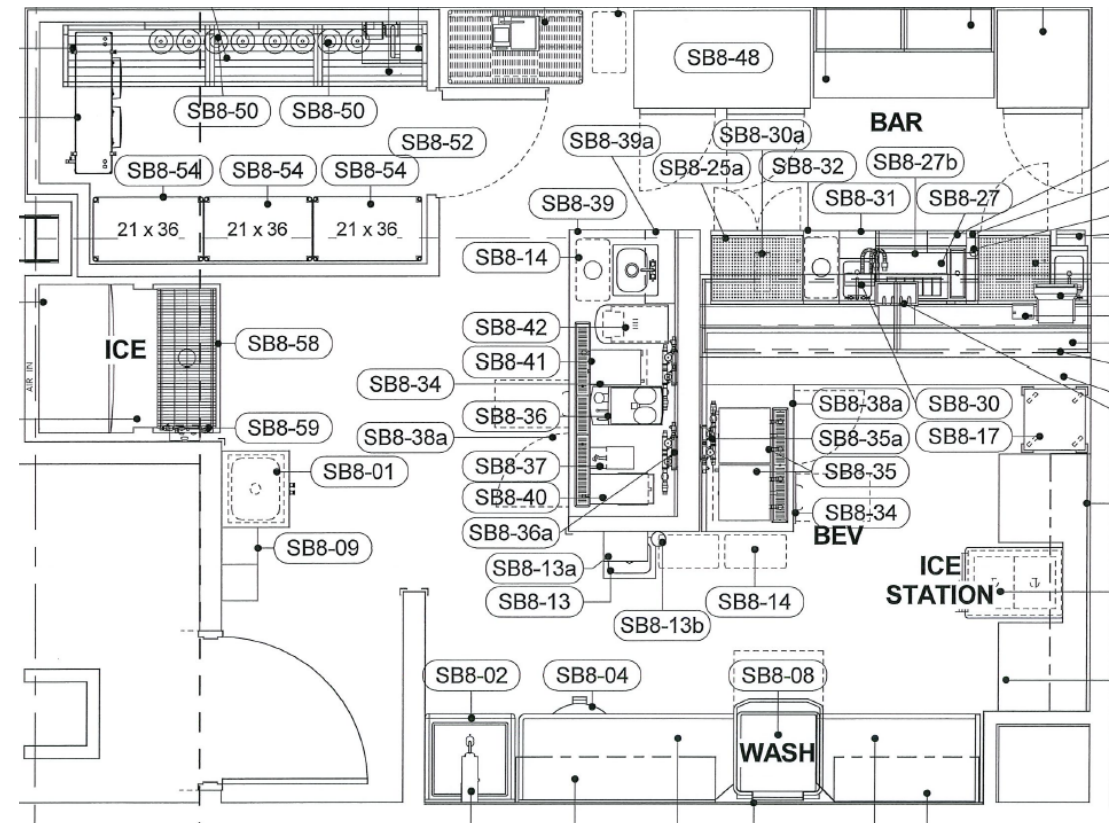 SB8-48
SB8-50
SB8-50
BAR
SB8-52
SB8-39a
SB8-30a
SB8-54
SB8-54
SB8-54
SB8-25a
SB8-32
SB8-27b
SB8-39
SB8-31
SB8-27
21 x 36
21 x 36
21 x 36
SB8-14
SB8-42
ICE
SB8-58
SB8-41
SB8-34
AIR IN
SB8-36
SB8-38a
SB8-30
SB8-59
SB8-38a
SB8-35a
SB8-17
SB8-01
SB8-37
SB8-35
SB8-40
SB8-34
SB8-36a
BEV
SB8-09
SB8-13a
ICE
STATION
SB8-13
SB8-14
SB8-13b
SB8-02
SB8-04
SB8-08
WASH